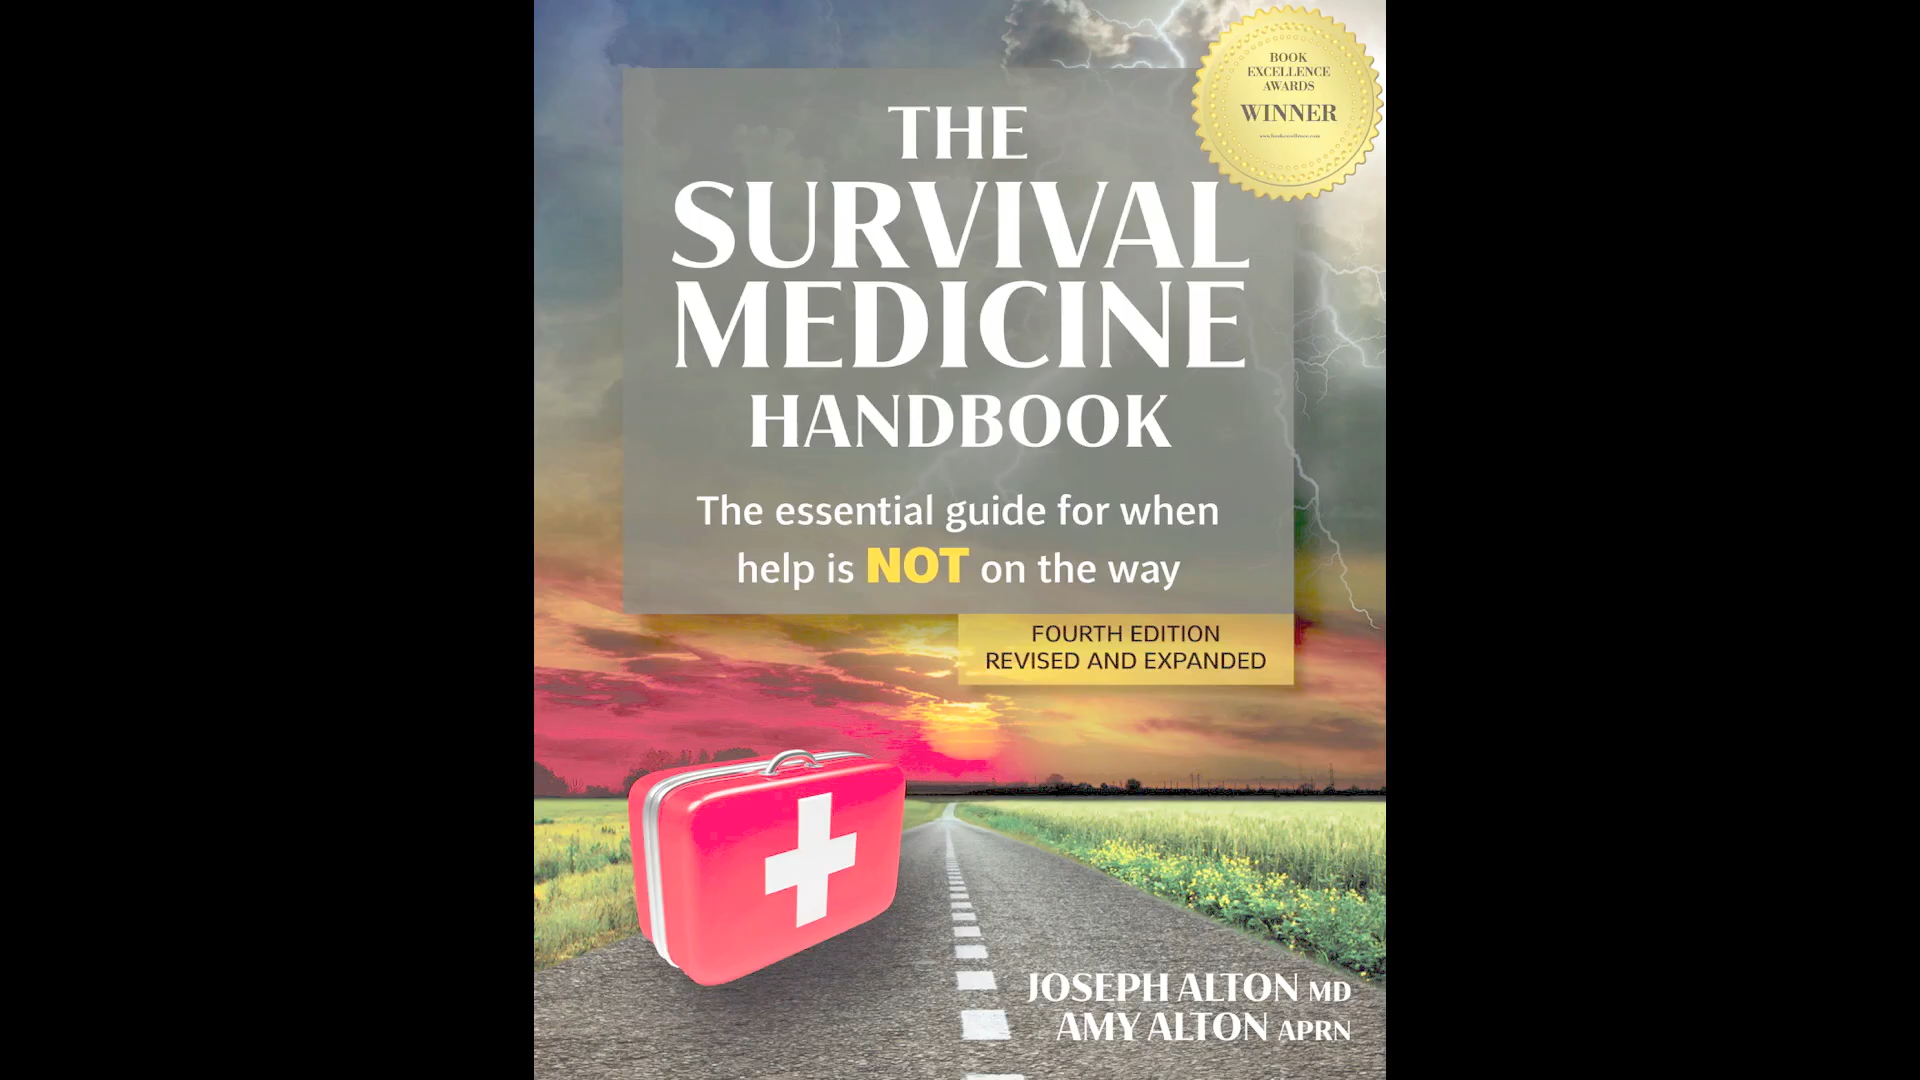 BOOK
EXCELLENCE
AWARDS
WINNER
THE
SURVIVAL
MEDICINE
HANDBOOK
The essential guide for when
help is NOT on the way
FOURTH EDITION
REVISED AND EXPANDED
JOSEPH ALTON MD
AMY ALTON APRN